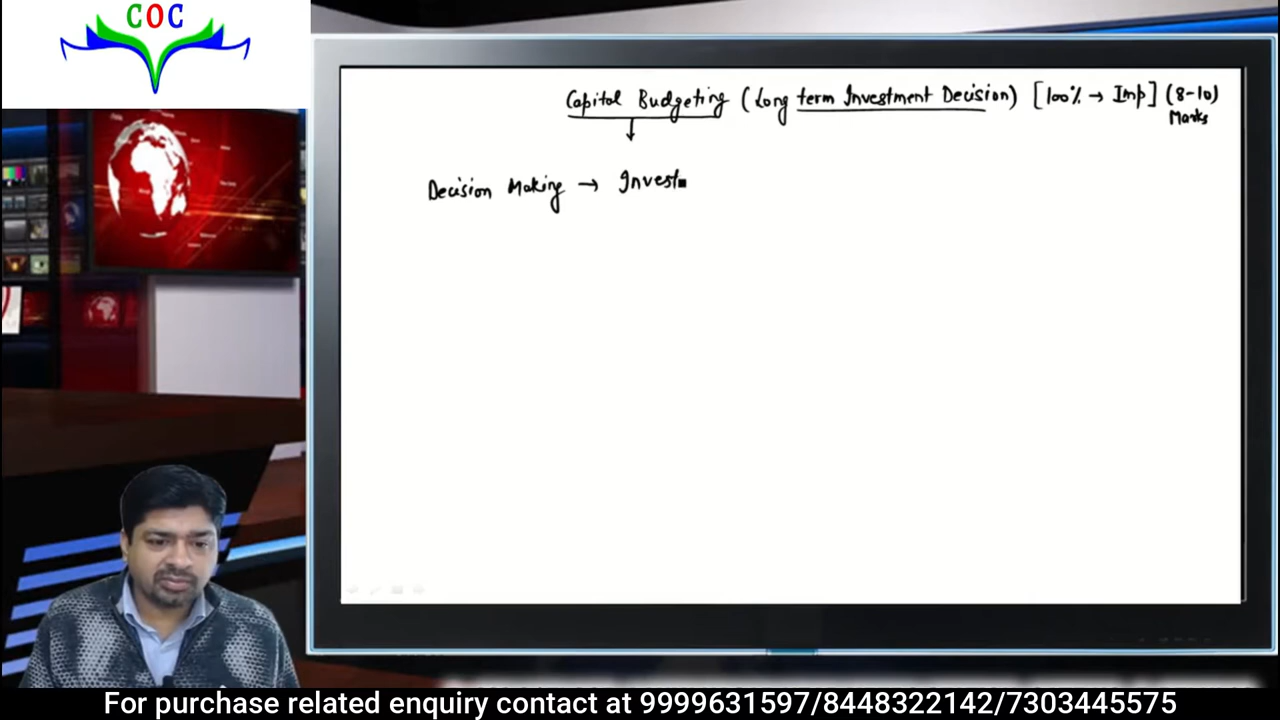 COC
Capital Budgeting (Long term Investment Decision) [100% → Imp] (8-10)
Marks
Decision Making → Invest
For purchase related enquiry contact at 9999631597/8448322142/7303445575